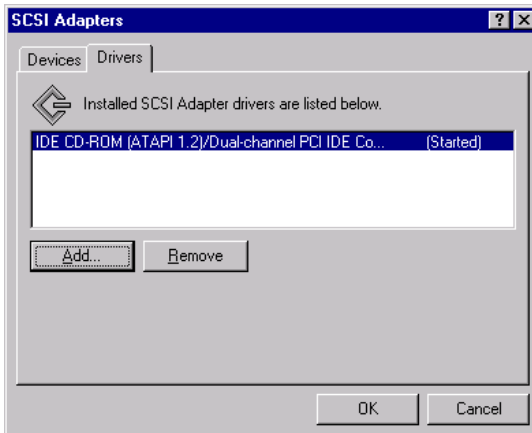 SCSI Adapters
Devices Drivers
Installed SCSI Adapter drivers are listed below.
IDE CD-ROM (ATAPI 1.2)/Dual-channel PCI IDE Co... (Started)
Add... Remove
OK Cancel